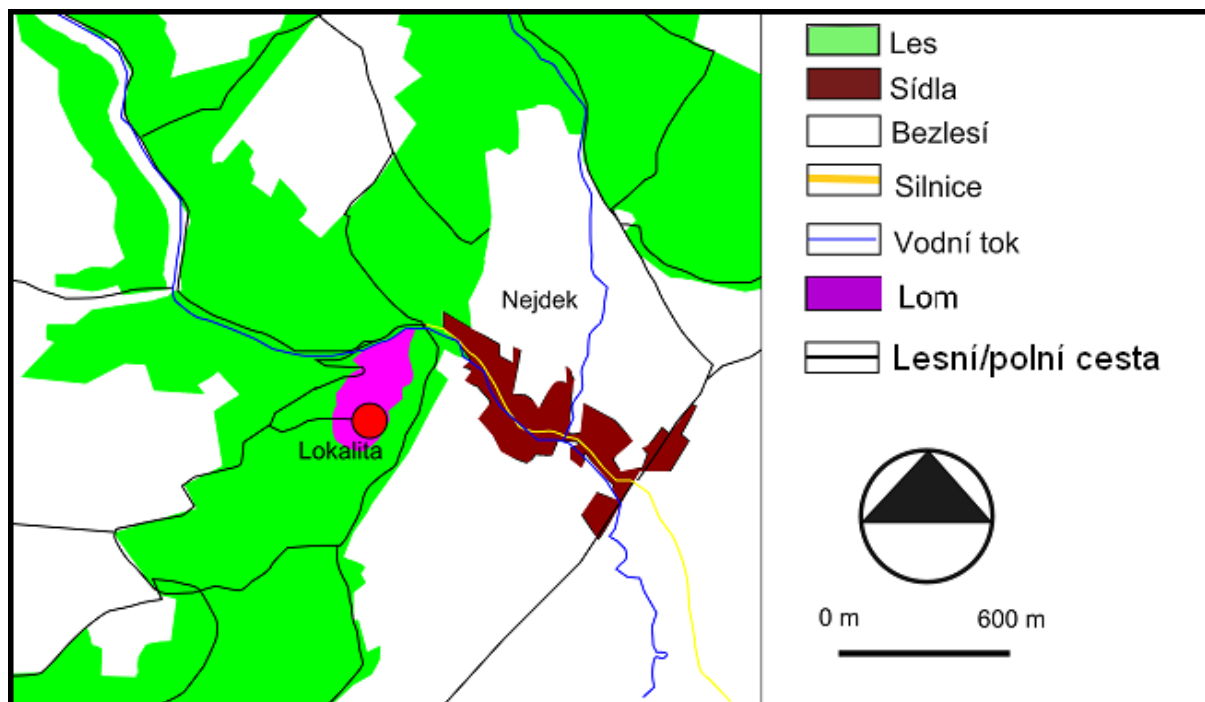 Nejdek
Lokalita
Les
Sídla
Bezlesí
Silnice
Vodní tok
Lom
Lesní/polní cesta
0 m 600 m